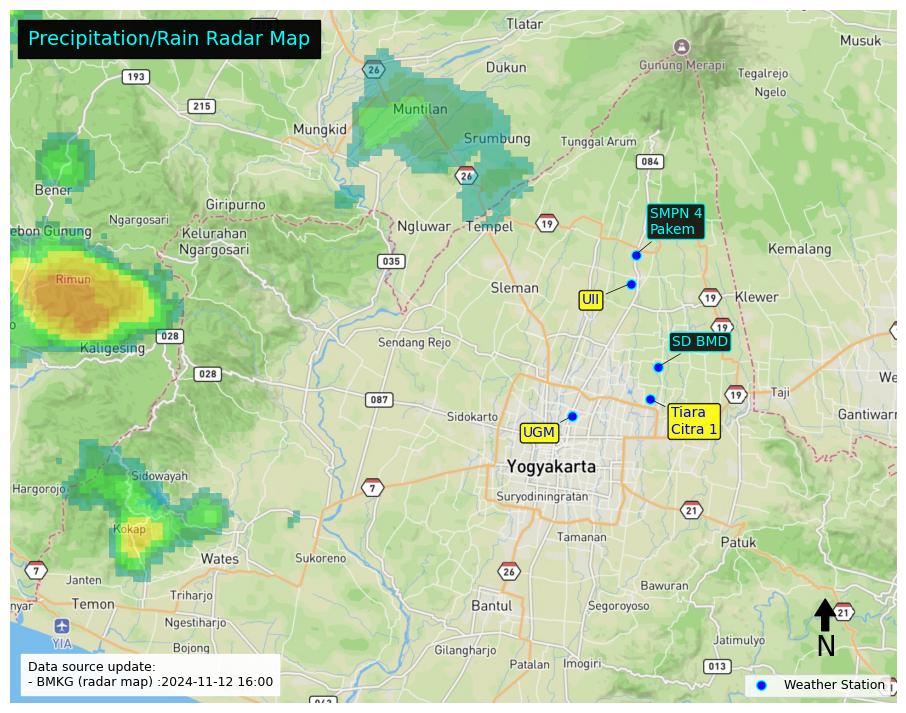 Precipitation/Rain Radar Map
Tlatar
Musuk
26
Dukun
Gunung Merapi
Tegalrejo
193
Ngelo
215
Muntilan
Mungkid
Srumbung
Tunggal Arum
084
26
Bener
Giripurno
Ngargosari
SMPN 4
Pakem
ebon Gunung
Kelurahan
Ngargosari
Ngluwar
Tempel
19
Kemalang
035
Rimun
Sleman
UII
19
Klewer
19
028
Kaligesing
Sendang Rejo
SD BMD
028
We
087
19
Taji
Sidokarto
Tiara
Citra 1
Gantiwarn
UGM
Yogyakarta
Sidowayah
Hargorojo
7
Suryodiningratan
21
Kokap
Tamanan
Patuk
Wates
Sukoreno
7
Janten
26
Bawuran
Triharjo
Temon
nyar
Bantul
Segoroyoso
21
Ngestiharjo
YIA
Bojong
Gilangharjo
Jatimulyo
N
Patalan
Imogiri
013
Data source update:
- BMKG (radar map) :2024-11-12 16:00
Weather Station